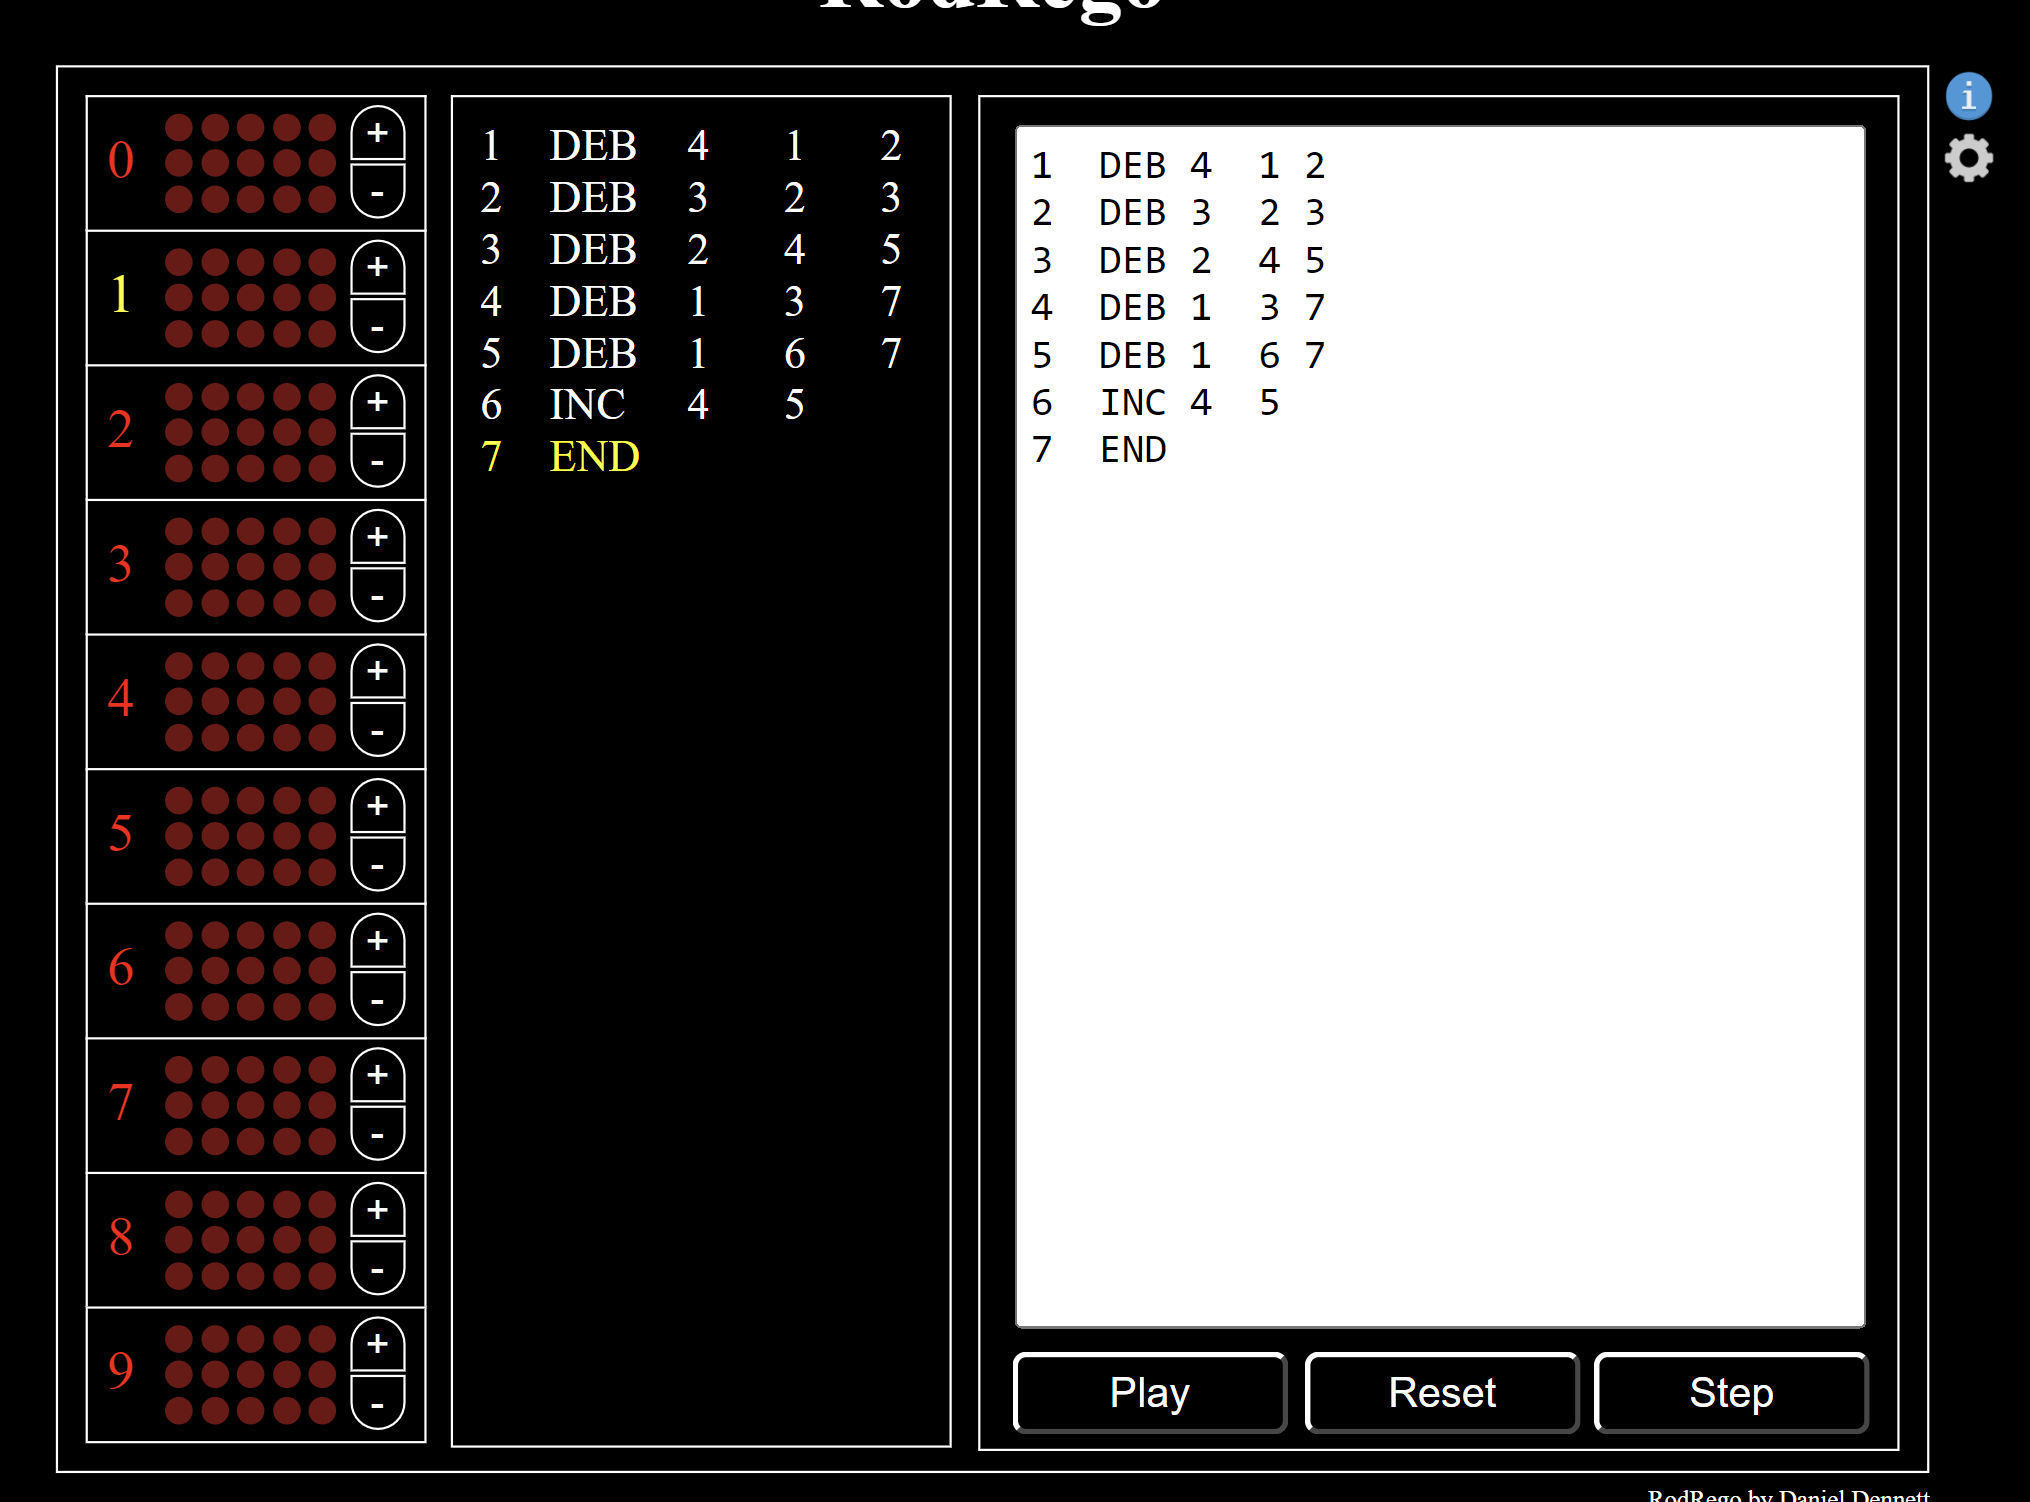 RodRego
0 + -
1 + -
2 + -
3 + -
4 + -
5 + -
6 + -
7 + -
8 + -
9 + -
1 DEB 4 1 2
2 DEB 3 2 3
3 DEB 2 4 5
4 DEB 1 3 7
5 DEB 1 6 7
6 INC 4 5
7 END
1 DEB 4 1 2
2 DEB 3 2 3
3 DEB 2 4 5
4 DEB 1 3 7
5 DEB 1 6 7
6 INC 4 5
7 END
i
Play Reset Step
RodRego by Daniel Dennett